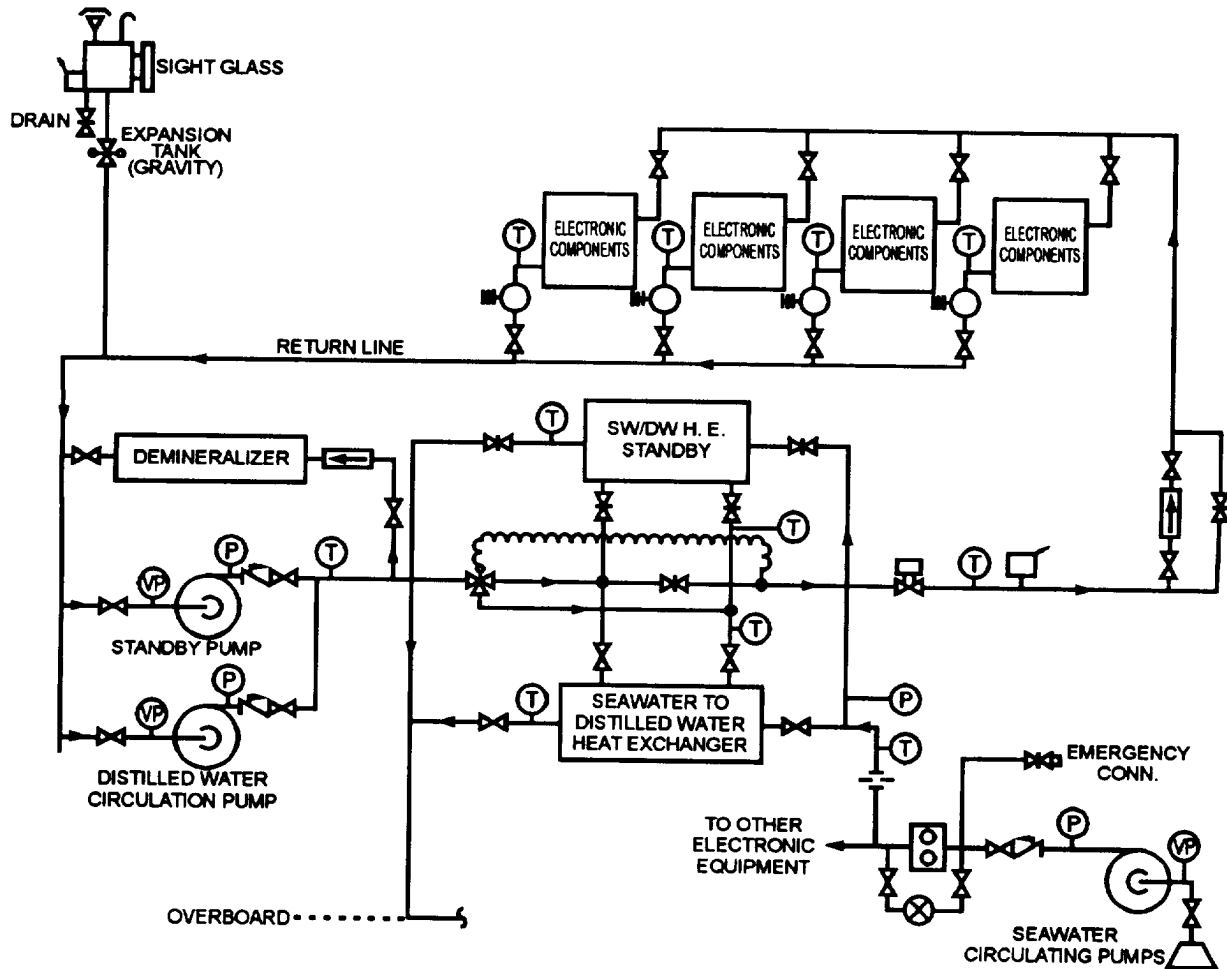 SIGHT GLASS
DRAIN
EXPANSION
TANK
(GRAVITY)
T
ELECTRONIC
COMPONENTS
T
ELECTRONIC
COMPONENTS
T
ELECTRONIC
COMPONENTS
T
ELECTRONIC
COMPONENTS
RETURN LINE
DEMINERALIZER
T
SW/DW H. E.
STANDBY
T
P
T
VP
STANDBY PUMP
T
T
P
VP
DISTILLED WATER
CIRCULATION PUMP
T
SEAWATER TO
DISTILLED WATER
HEAT EXCHANGER
P
T
EMERGENCY
CONN.
TO OTHER
ELECTRONIC
EQUIPMENT
P
VP
SEAWATER
CIRCULATING PUMPS
OVERBOARD